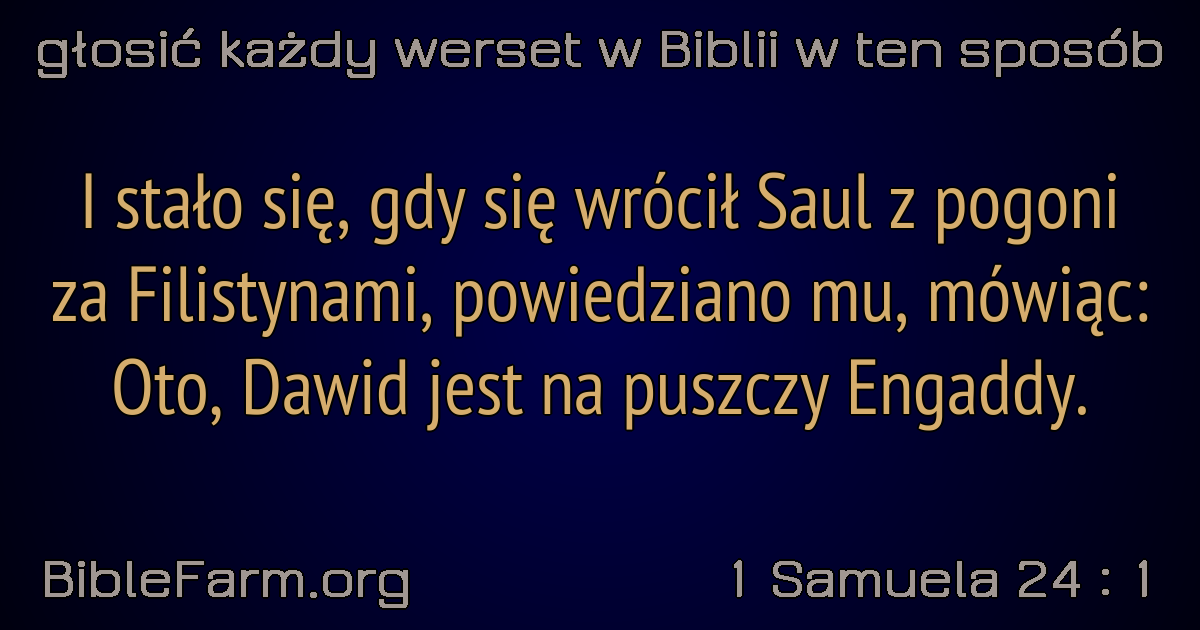 głosić każdy werset w Biblii w ten sposób
I stało się, gdy się wrócił Saul z pogoni
za Filistynami, powiedziano mu, mówiąc:
Oto, Dawid jest na puszczy Engaddy.
BibleFarm.org
1 Samuela 24 : 1